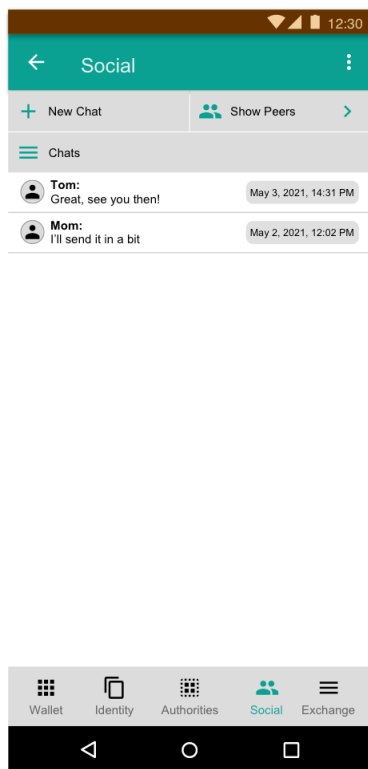 12:30
Social
New Chat
Show Peers
Chats
Tom:
Great, see you then!
May 3, 2021, 14:31 PM
Mom:
I'll send it in a bit
May 2, 2021, 12:02 PM
Wallet
Identity
Authorities
Social
Exchange